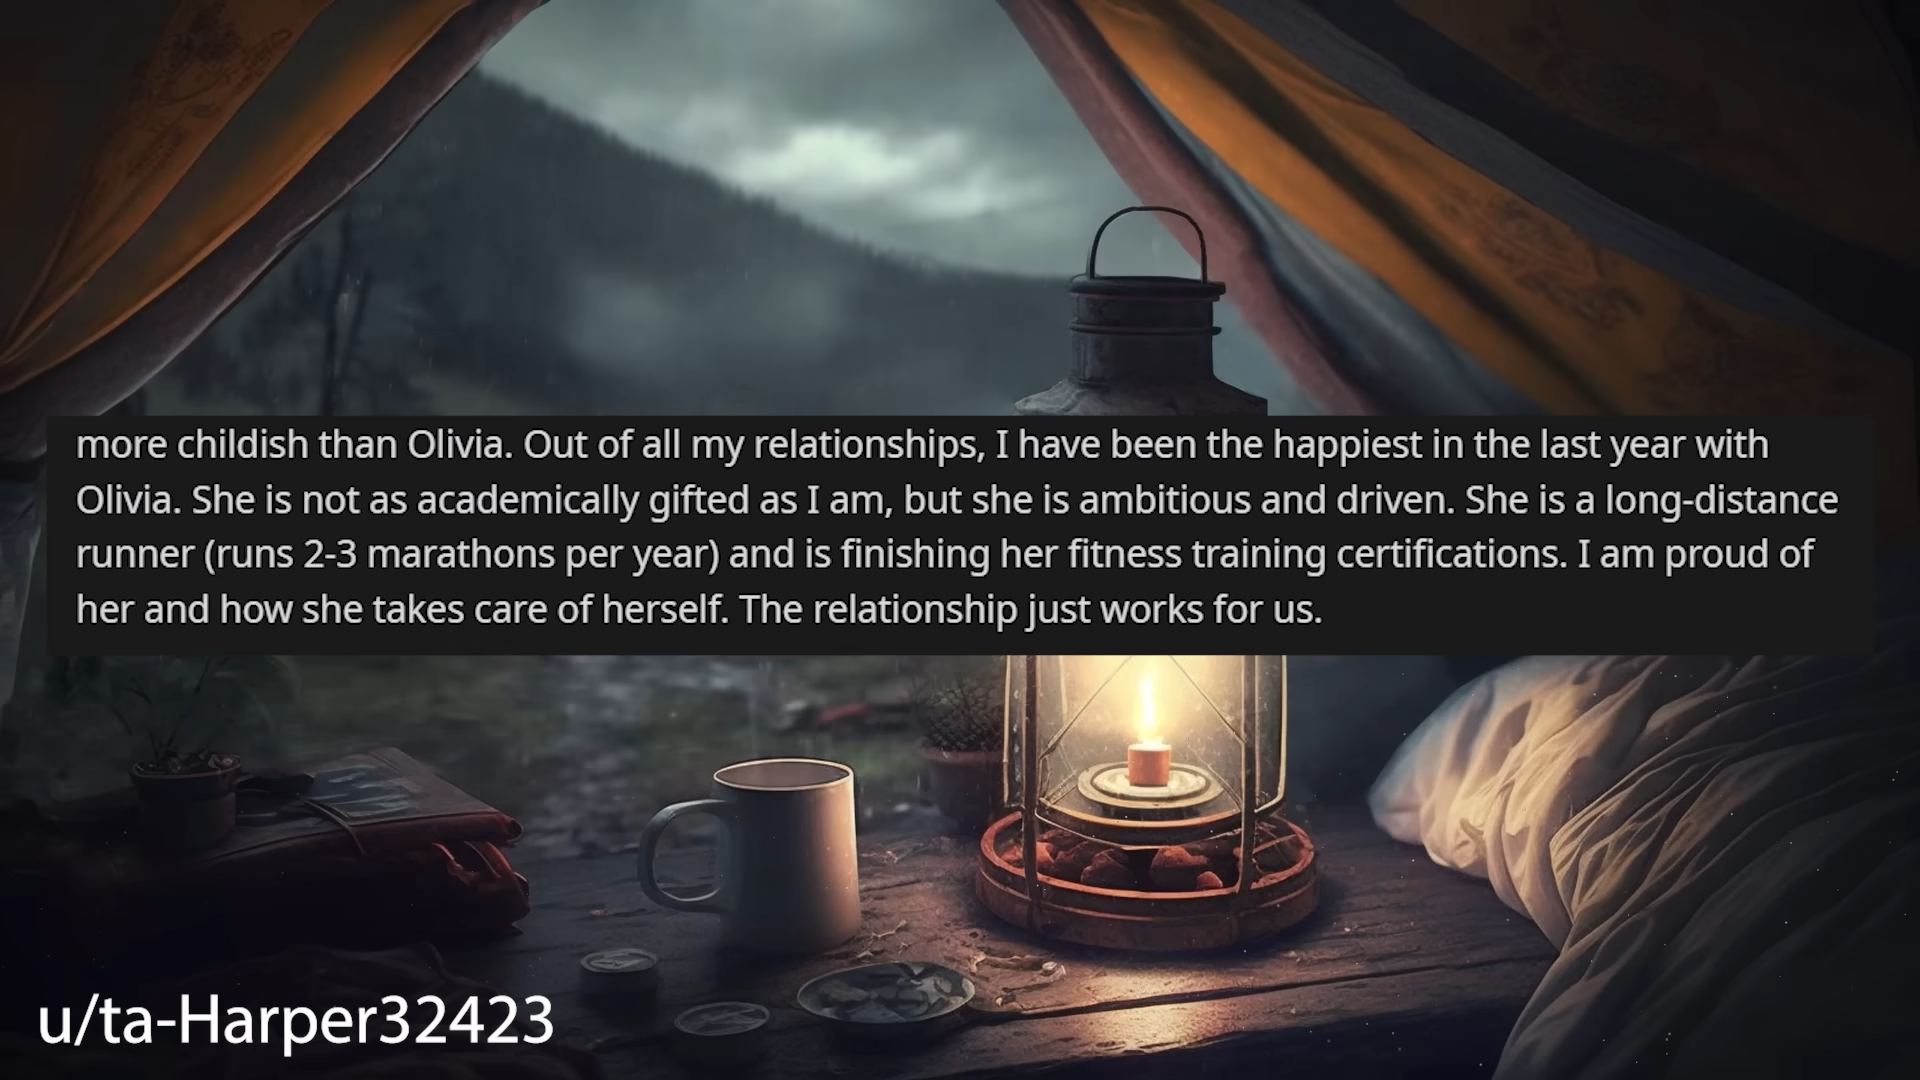 more childish than Olivia. Out of all my relationships, I have been the happiest in the last year with
Olivia. She is not as academically gifted as I am, but she is ambitious and driven. She is a long-distance
runner (runs 2-3 marathons per year) and is finishing her fitness training certifications. I am proud of
her and how she takes care of herself. The relationship just works for us.
u/ta-Harper32423